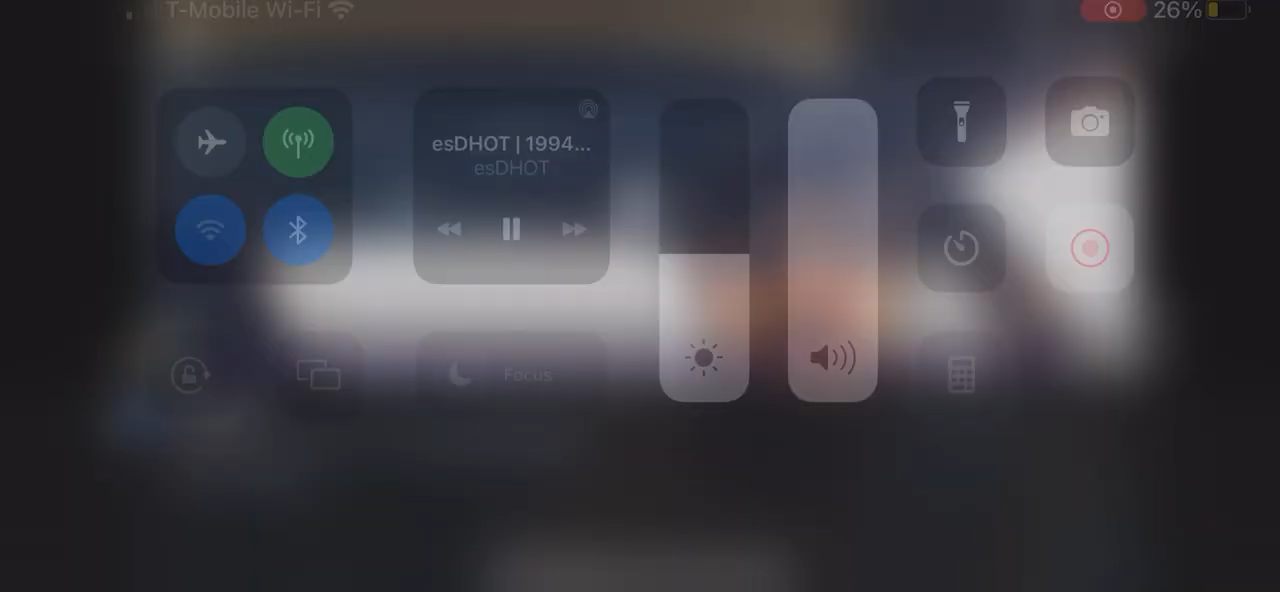 T-Mobile Wi-Fi
26%
esDHOT | 1994...
esDHOT
Focus